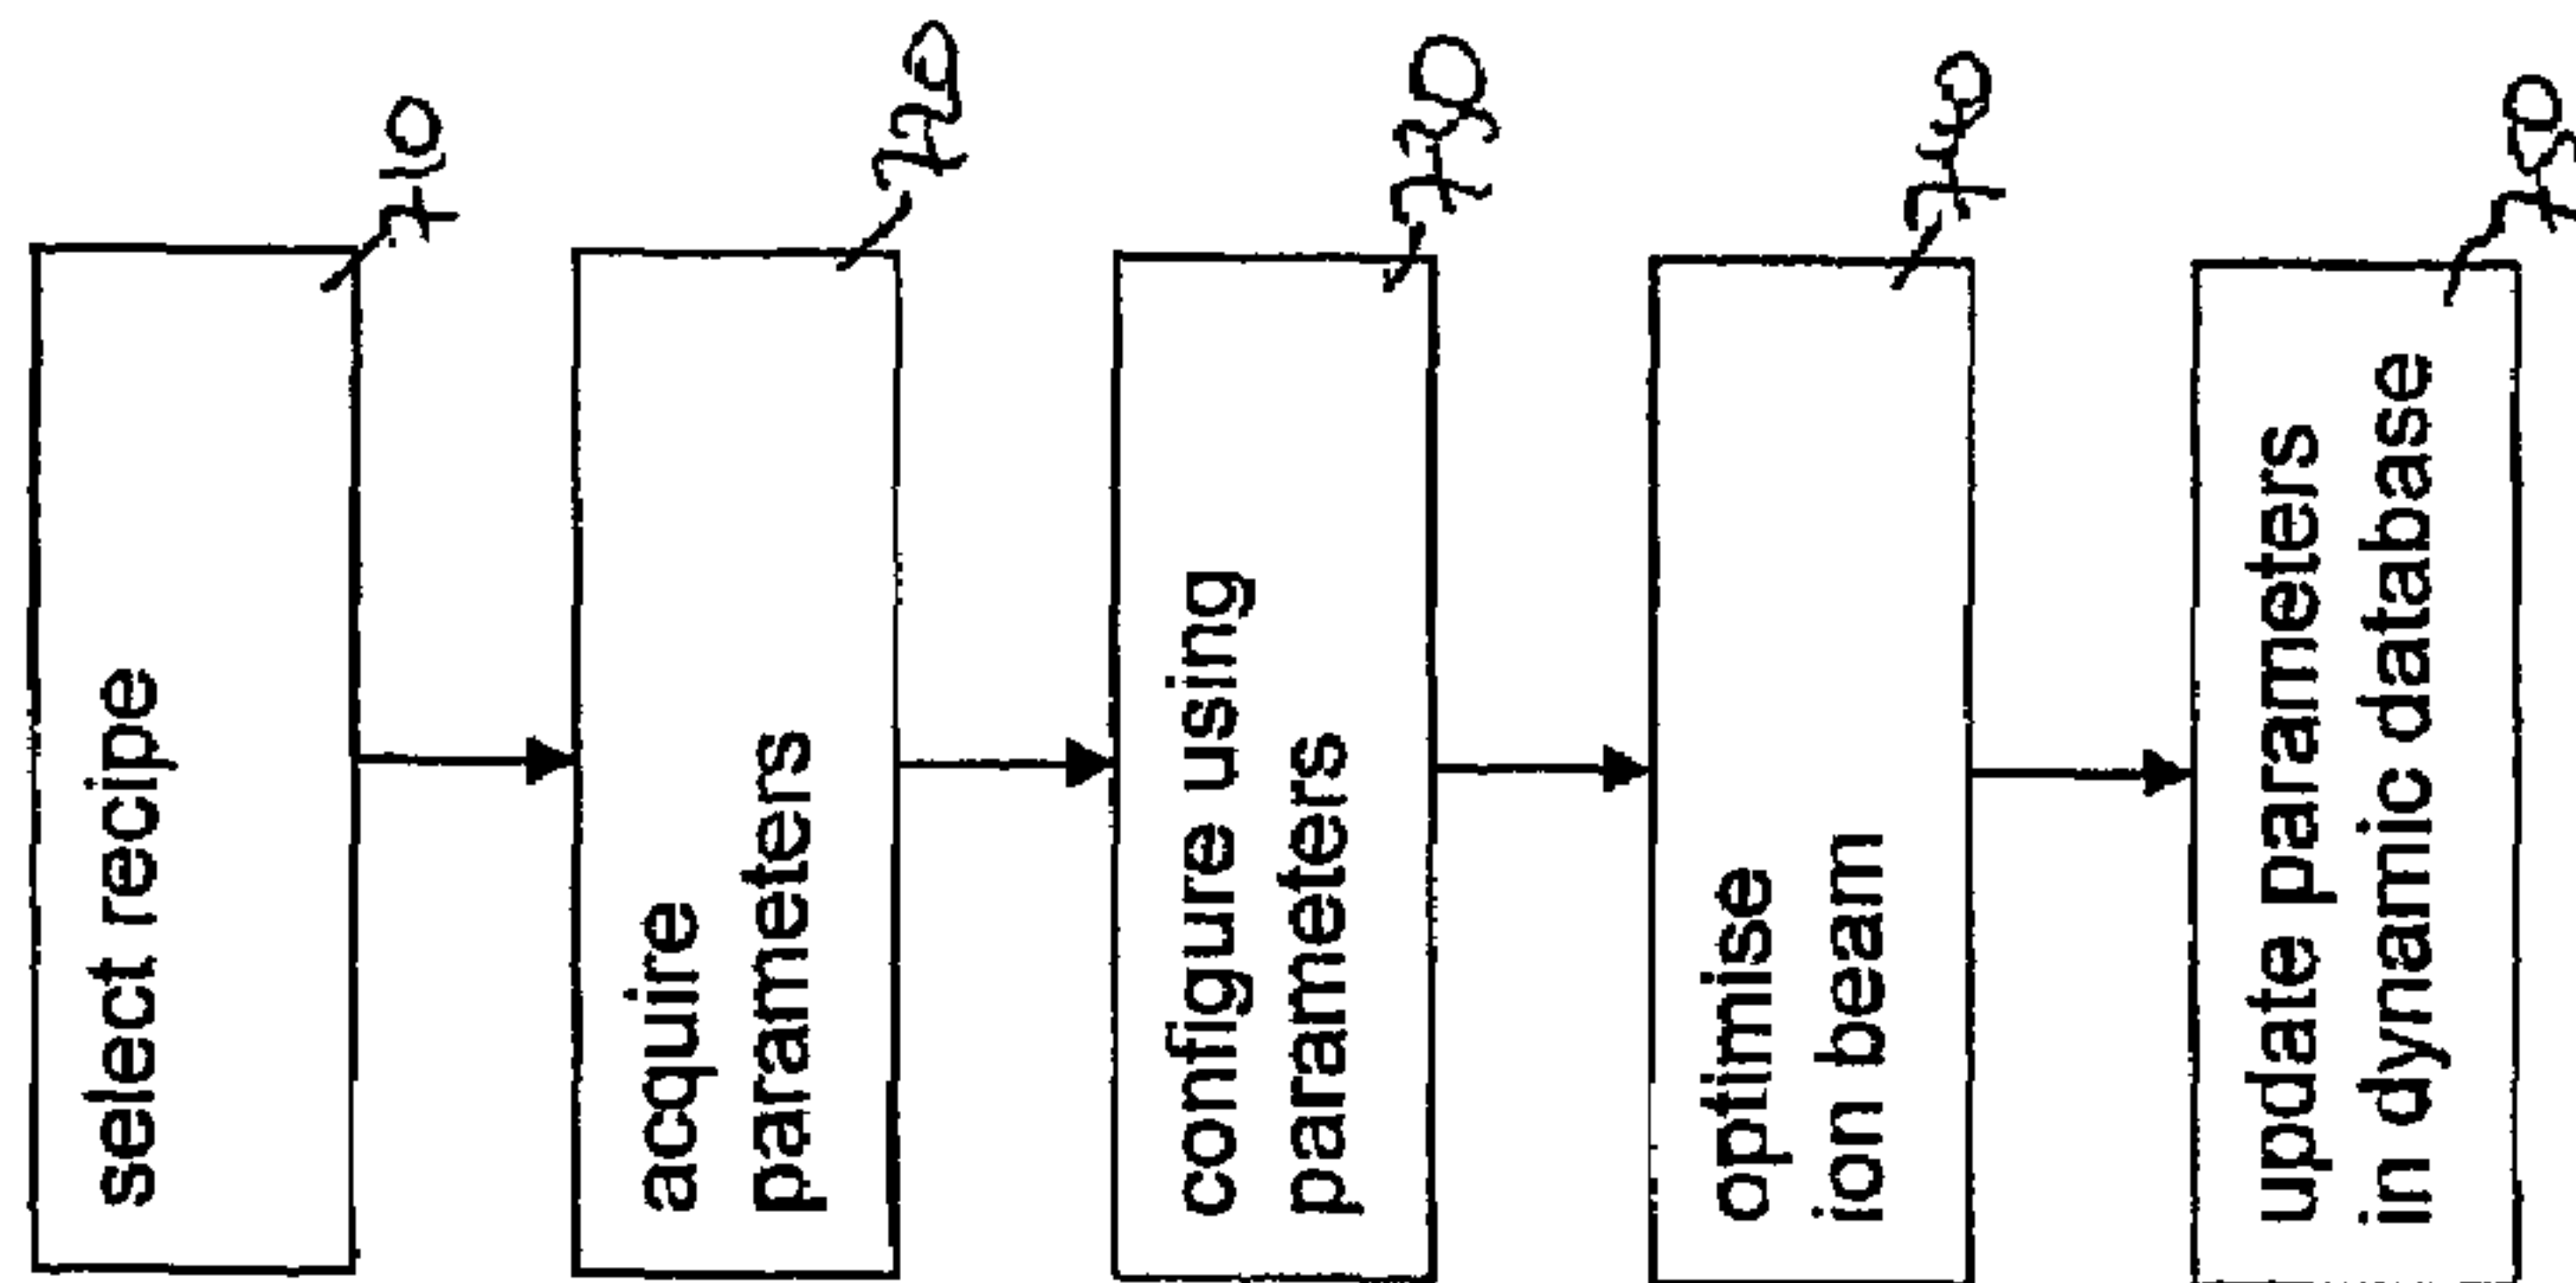 select recipe
710
acquire
parameters
720
configure using
parameters
730
optimise
ion beam
740
update parameters
in dynamic database
750